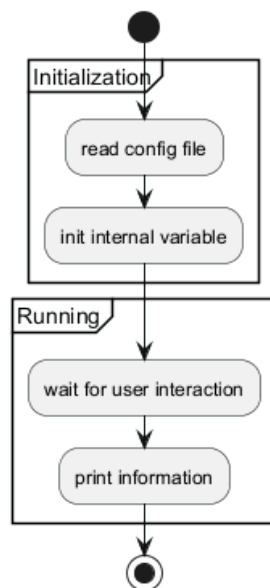 Initialization
read config file
init internal variable
Running
wait for user interaction
print information